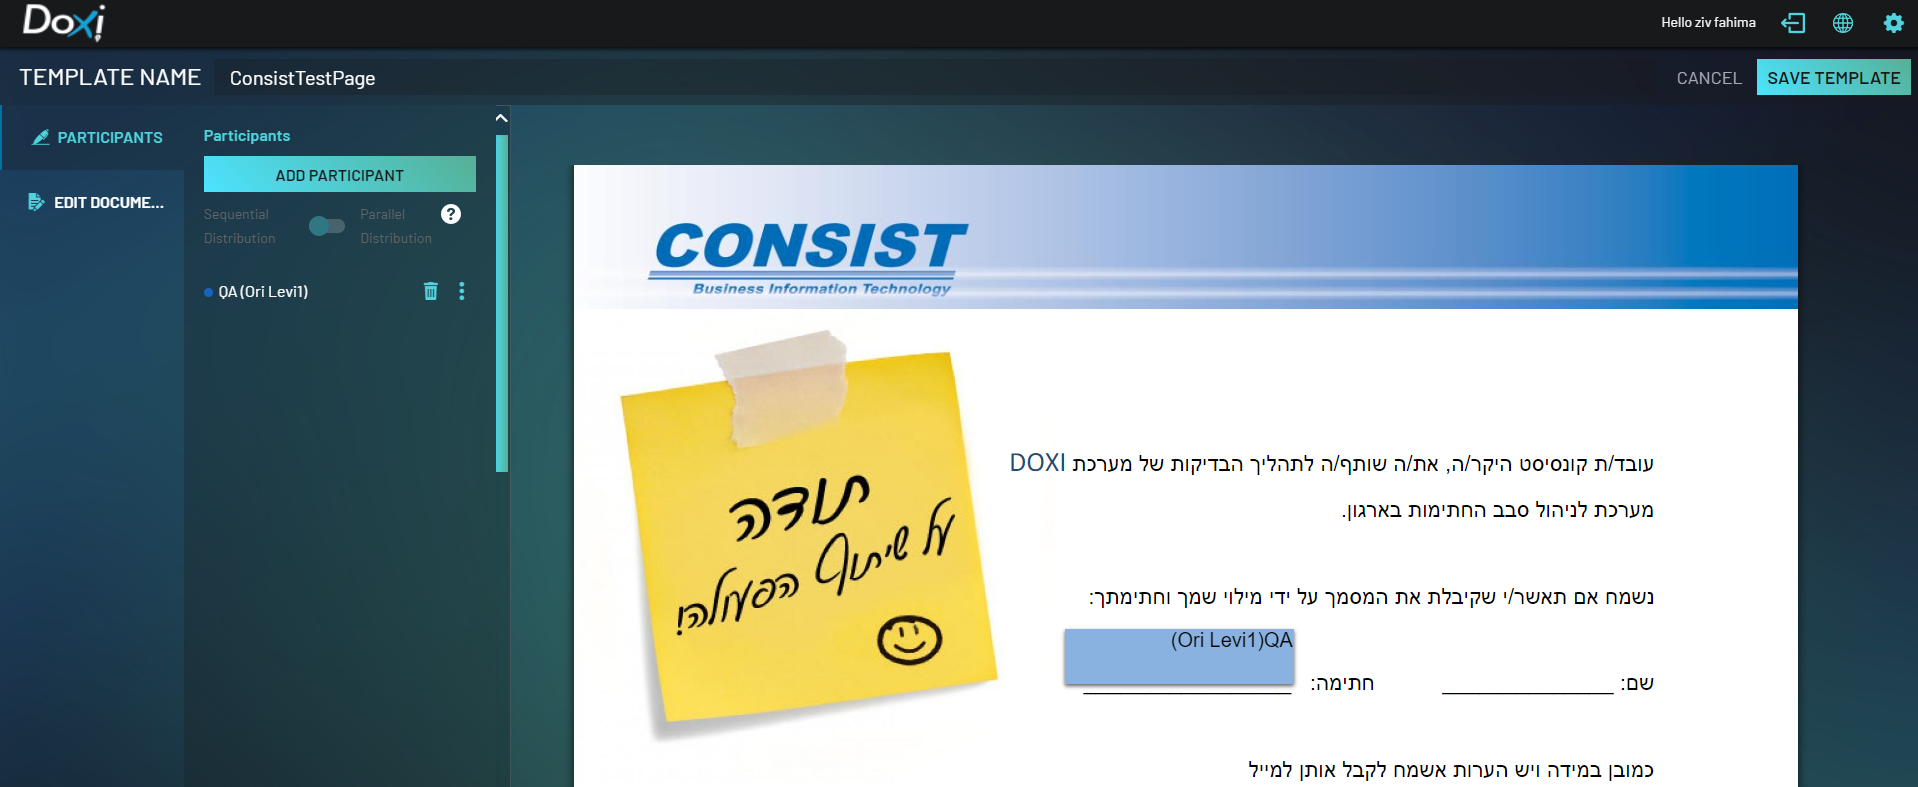 Doxi
Hello ziv fahima
TEMPLATE NAME
ConsistTestPage
CANCEL
SAVE TEMPLATE
PARTICIPANTS
EDIT DOCUME...
Participants
ADD PARTICIPANT
Sequential Distribution
Parallel Distribution
?
QA (Ori Levi1)
CONSIST
Business Information Technology
תודה
על שיתוף הפעולה!
עובד/ת קונסיסט היקר/ה, את/ה שותף/ה לתהליך הבדיקות של מערכת DOXI
מערכת לניהול סבב החתימות בארגון.
נשמח אם תאשר/י שקיבלת את המסמך על ידי מילוי שמך וחתימתך:
(Ori Levi1)QA
שם: ________________ חתימה: ___________________
כמובן במידה ויש הערות אשמח לקבל אותן למייל